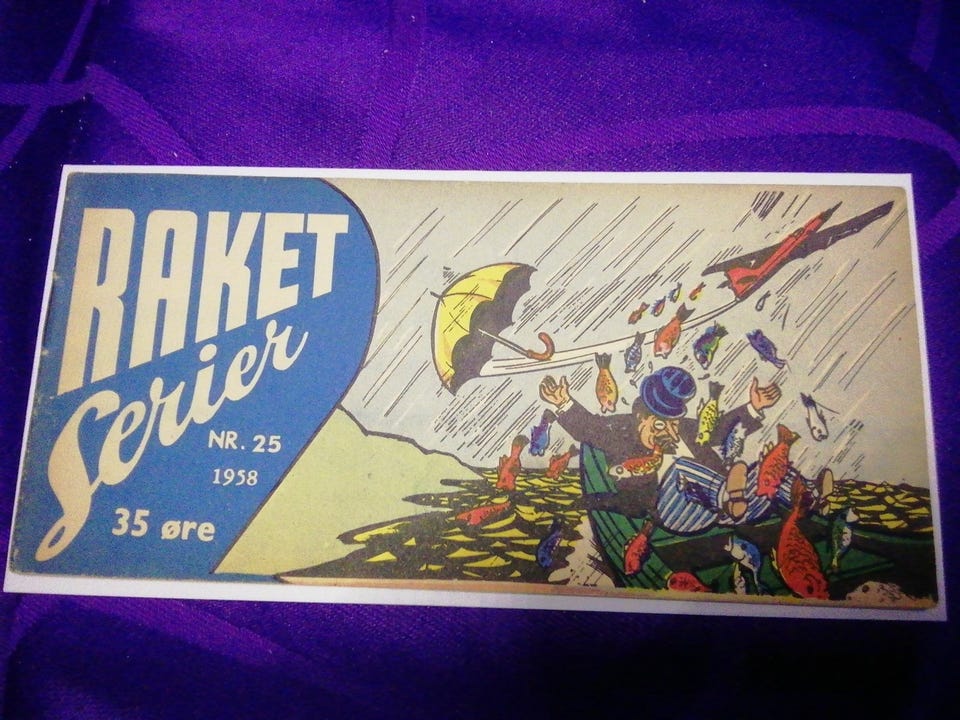 RAKET
Serier
NR. 25
1958
35 øre